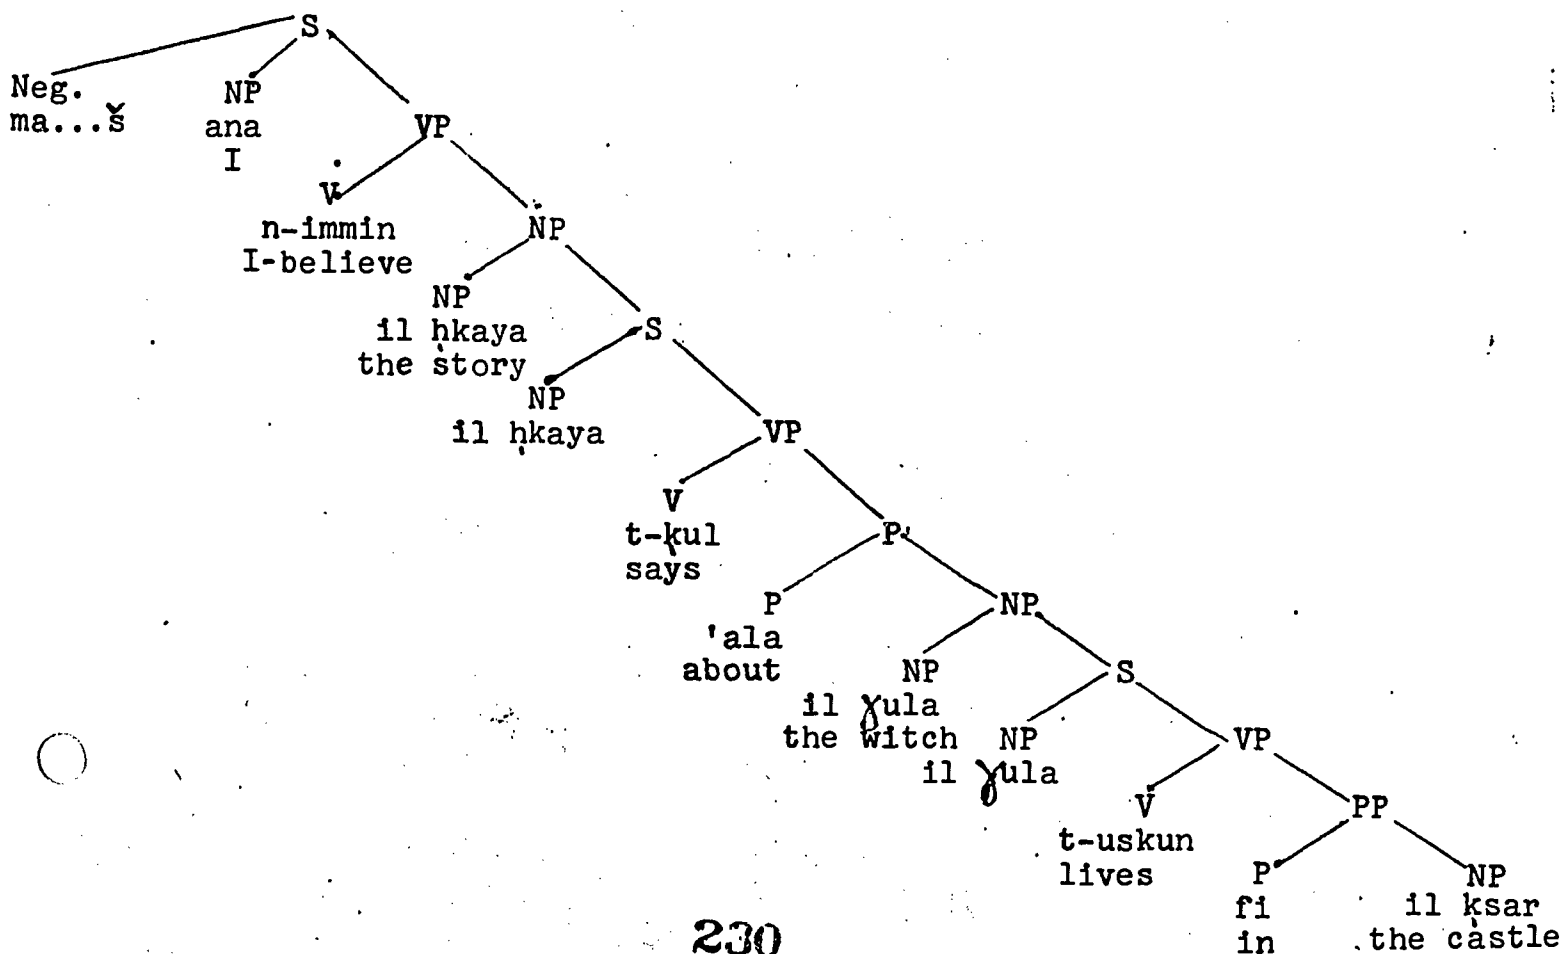 S
Neg.
ma...š
NP
ana
I
VP
V
n-immin
I-believe
NP
NP
il ḥkaya
the story
S
NP
il ḥkaya
VP
V
t-ḳul
says
P'
P
'ala
about
NP
NP
il ɣula
the witch
S
NP
il ɣula
VP
V
t-uskun
lives
PP
P
fi
in
NP
il ḳsar
the castle
230